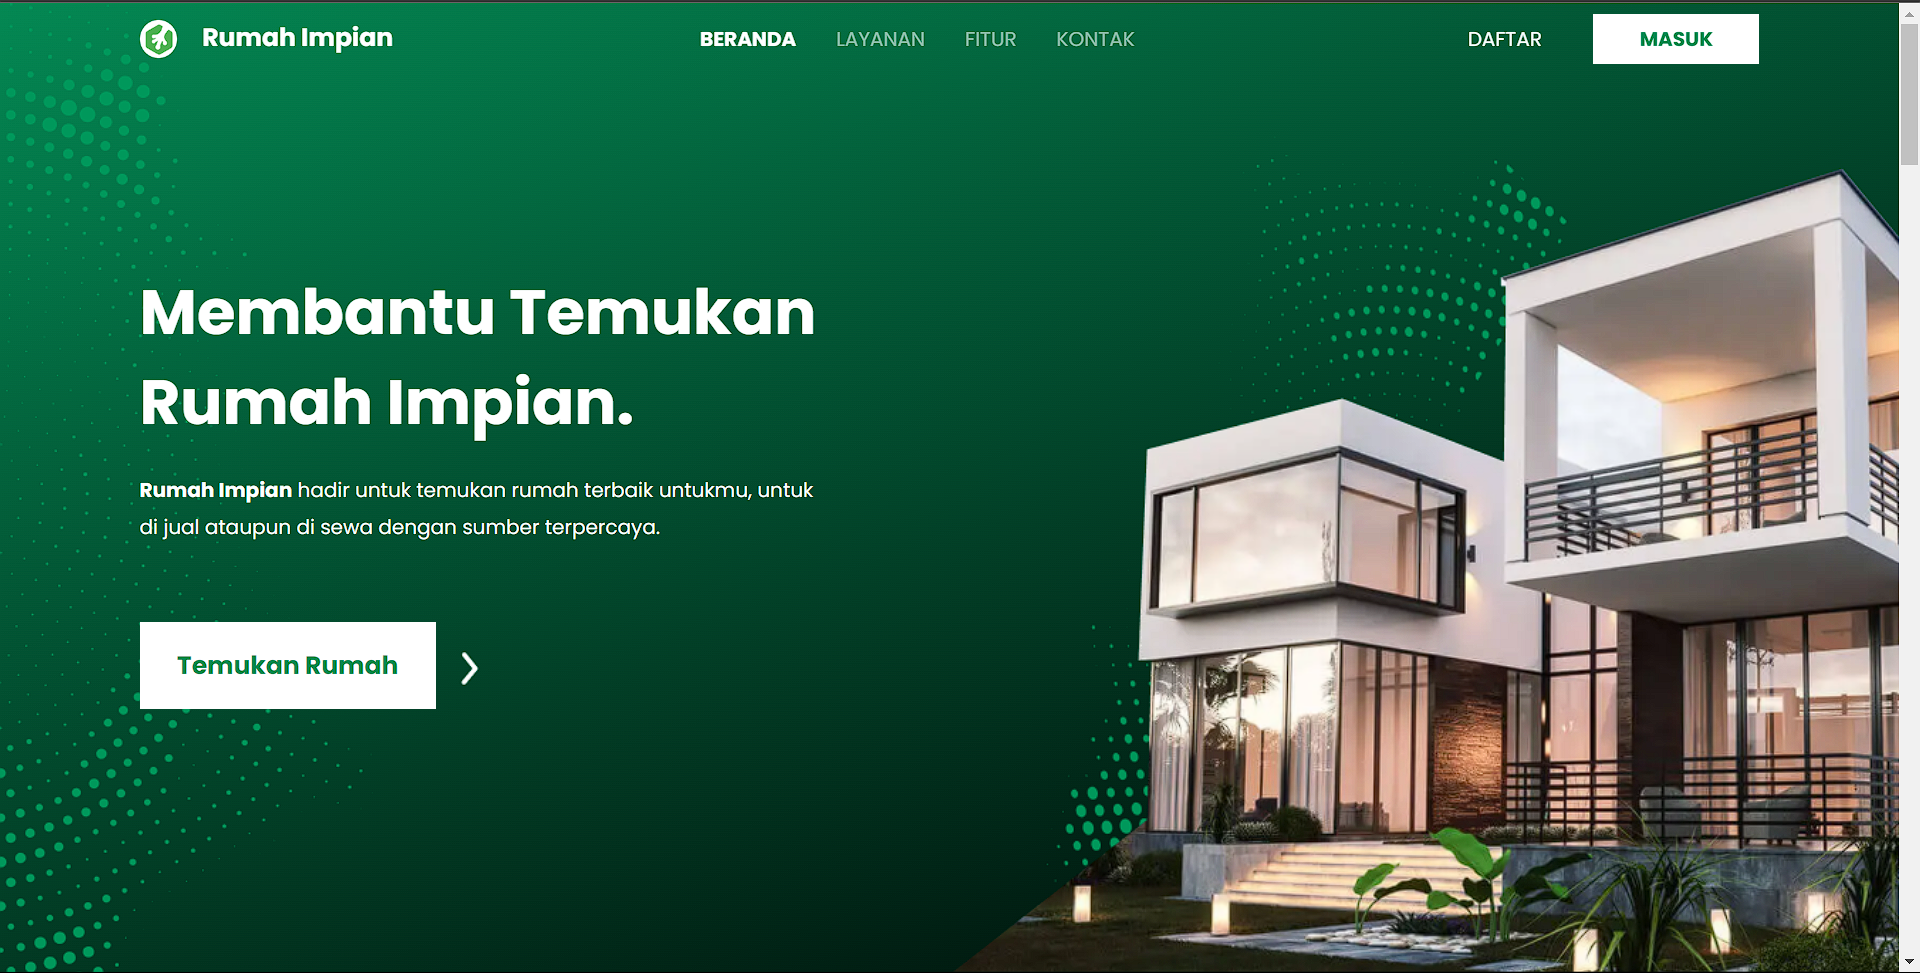 Rumah Impian
BERANDA LAYANAN FITUR KONTAK
DAFTAR MASUK
Membantu Temukan
Rumah Impian.
Rumah Impian hadir untuk temukan rumah terbaik untukmu, untuk
di jual ataupun di sewa dengan sumber terpercaya.
Temukan Rumah